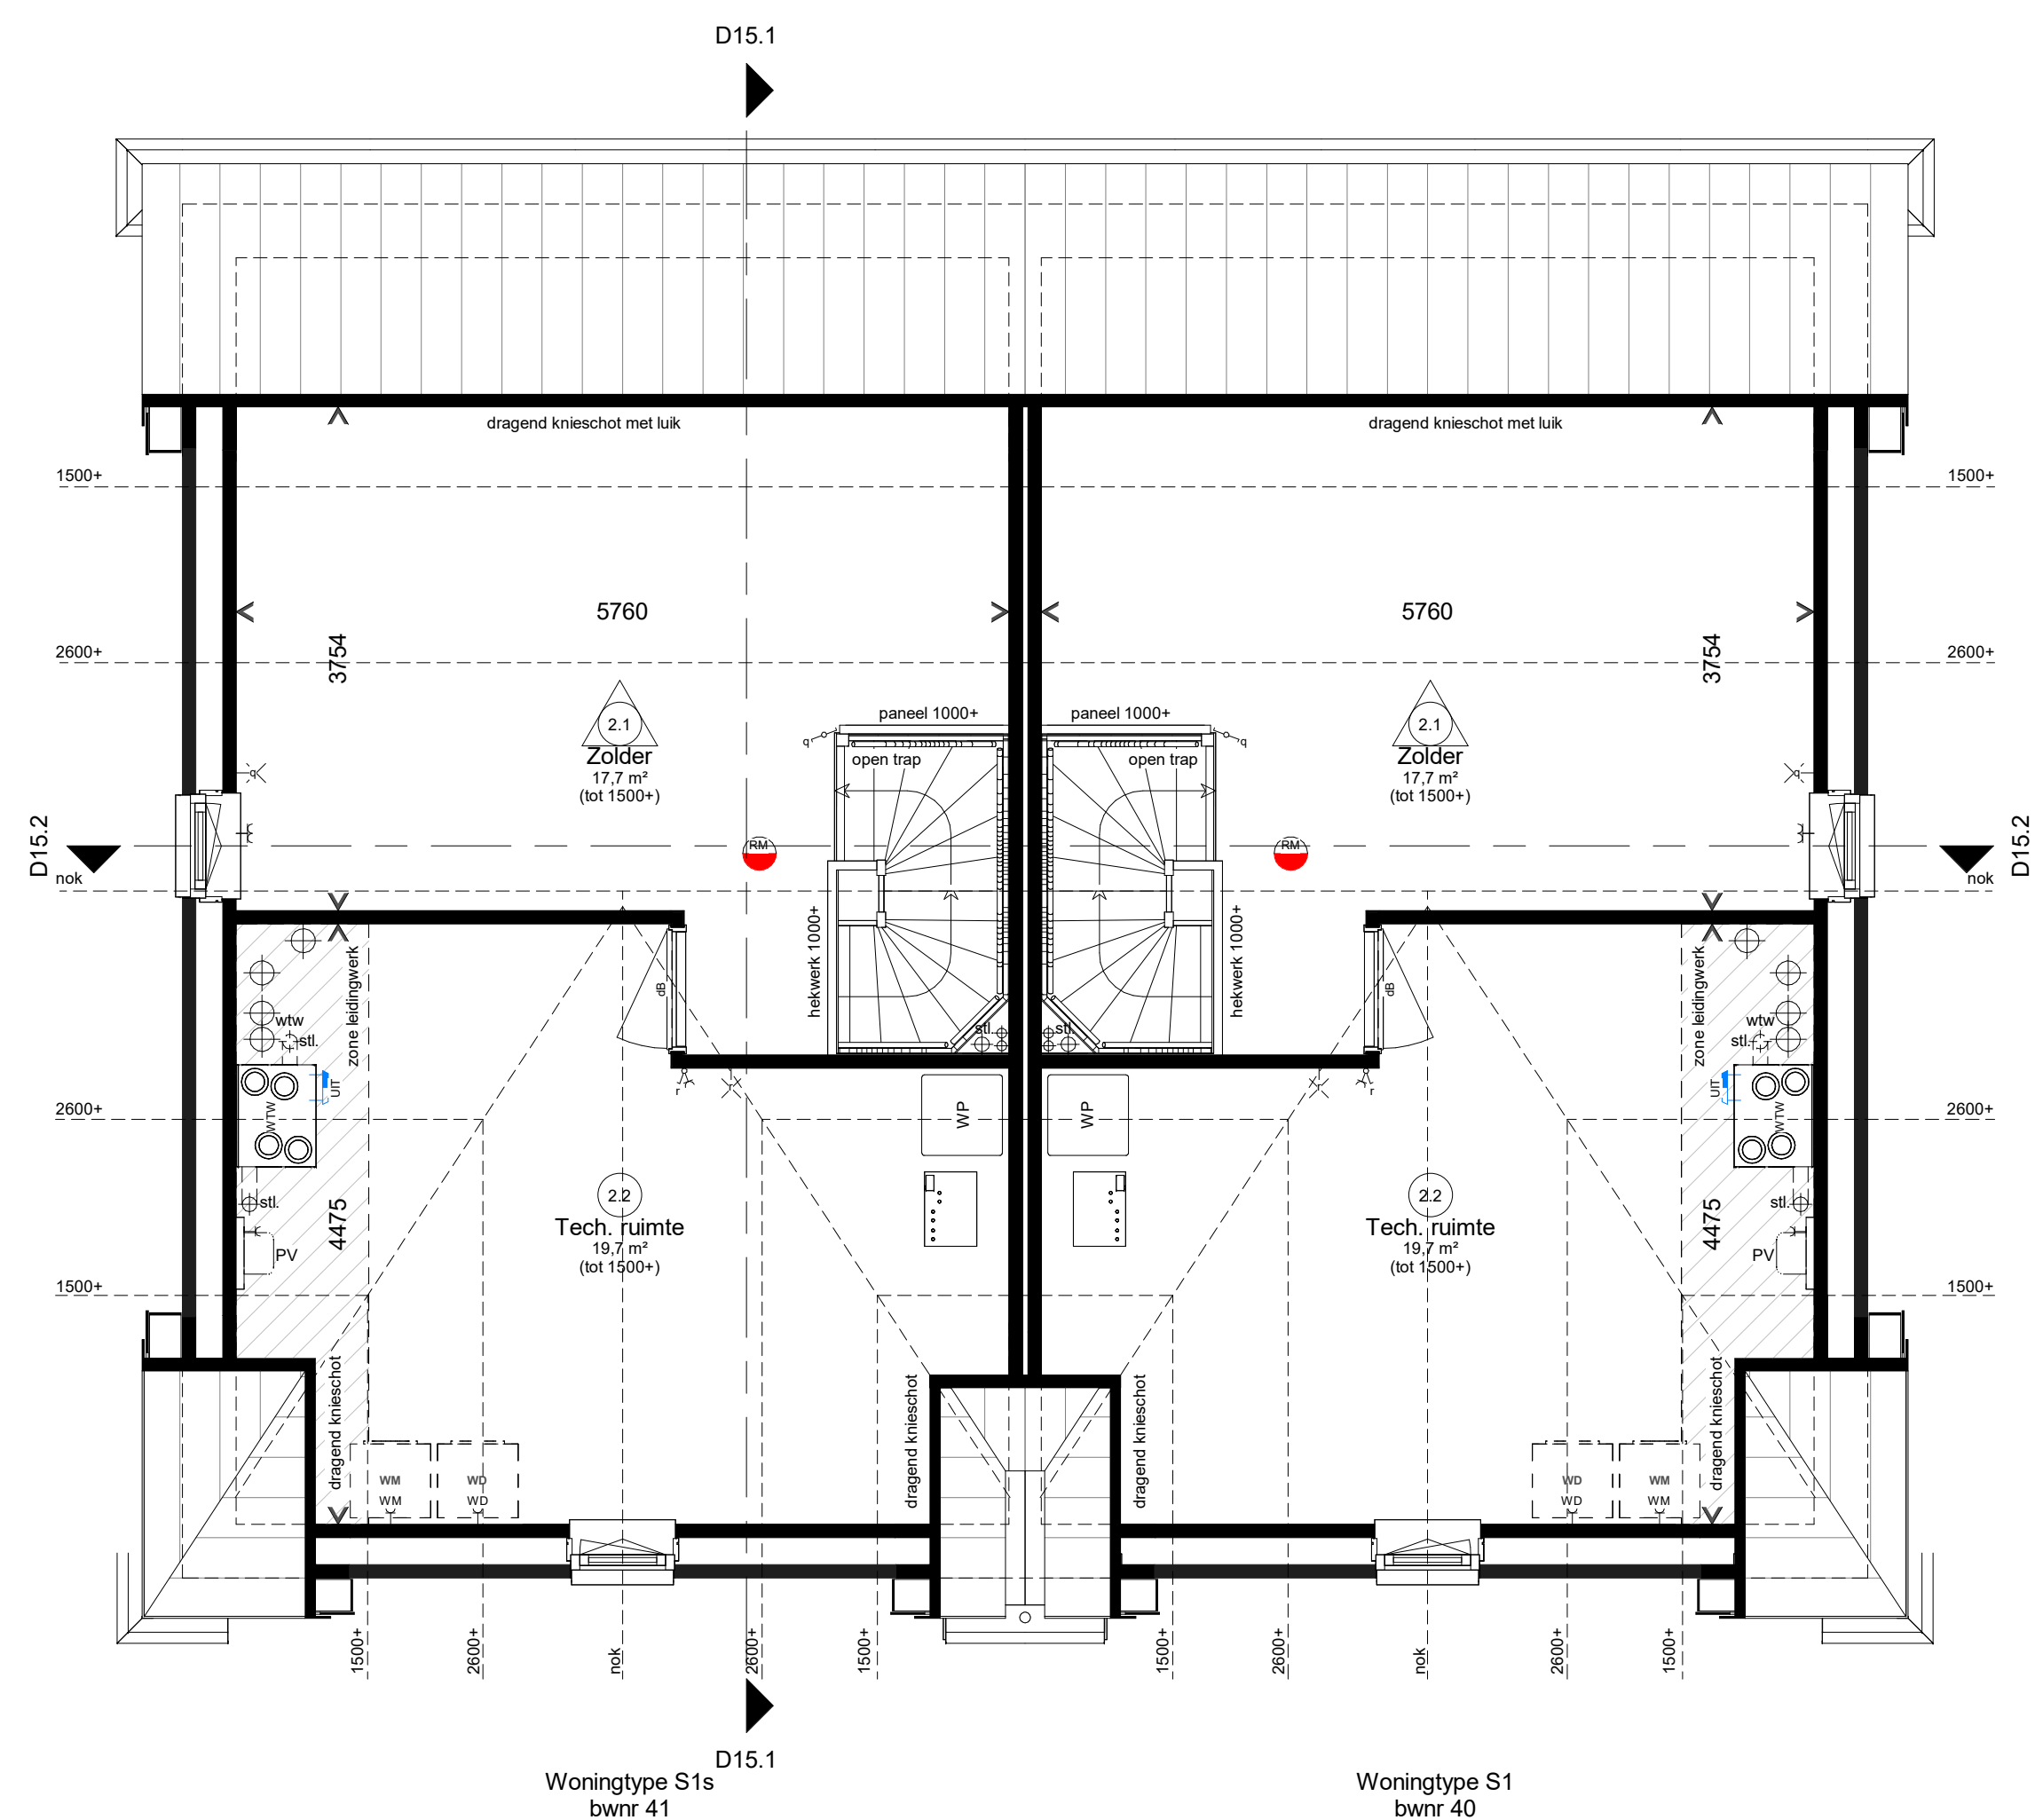 D15.1
dragend knieschot met luik
dragend knieschot met luik
1500+
1500+
5760
5760
3754
3754
2600+
2600+
paneel 1000+
paneel 1000+
2.1
2.1
q
q
Zolder
Zolder
open trap
open trap
17,7 m²
17,7 m²
(tot 1500+)
(tot 1500+)
q
q
D15.2
D15.2
RM
RM
nok
nok
hekwerk 1000+
hekwerk 1000+
zone leidingwerk
zone leidingwerk
dB
dB
wtw
wtw
stl.
stl.
stl.
stl.
UIT
UIT
r
r
r
r
2600+
2600+
WTW
WTW
WP
WP
2.2
2.2
stl.
stl.
4475
4475
Tech. ruimte
Tech. ruimte
19,7 m²
19,7 m²
(tot 1500+)
(tot 1500+)
PV
PV
1500+
1500+
dragend knieschot
dragend knieschot
dragend knieschot
dragend knieschot
WM
WD
WD
WM
WM
WD
WD
WM
1500+
2600+
nok
2600+
1500+
1500+
2600+
nok
2600+
1500+
D15.1
Woningtype S1s
Woningtype S1
bwnr 41
bwnr 40